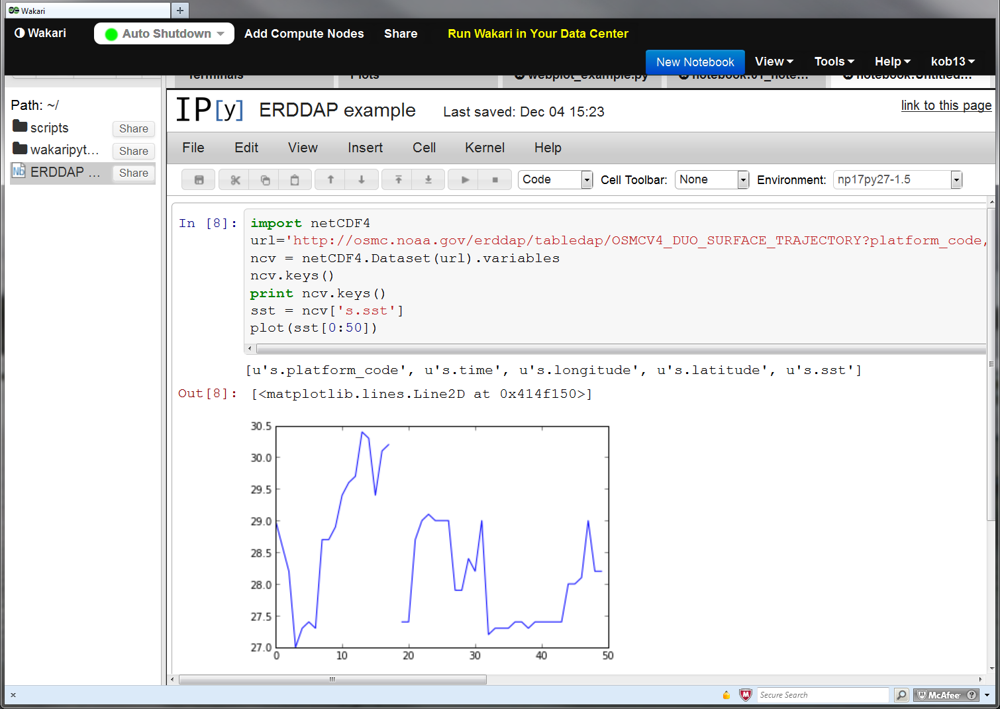 Wakari
Wakari
Auto Shutdown
Add Compute Nodes
Share
Run Wakari in Your Data Center
New Notebook
View
Tools
Help
kob13
Terminals
Plots
webplot_example.py
notebook:01_note...
notebook:Untitled...
Path: ~/
scripts
Share
wakaripyt...
Share
Nb ERDDAP ...
Share
IP[y]
ERDDAP example
Last saved: Dec 04 15:23
link to this page
File
Edit
View
Insert
Cell
Kernel
Help
Code
Cell Toolbar:
None
Environment:
np17py27-1.5
In [8]:
import netCDF4
url='http://osmc.noaa.gov/erddap/tabledap/OSMCV4_DUO_SURFACE_TRAJECTORY?platform_code,
ncv = netCDF4.Dataset(url).variables
ncv.keys()
print ncv.keys()
sst = ncv['s.sst']
plot(sst[0:50])
[u's.platform_code', u's.time', u's.longitude', u's.latitude', u's.sst']
Out[8]:
[<matplotlib.lines.Line2D at 0x414f150>]
30.5
30.0
29.5
29.0
28.5
28.0
27.5
27.0
0
10
20
30
40
50
Secure Search
McAfee